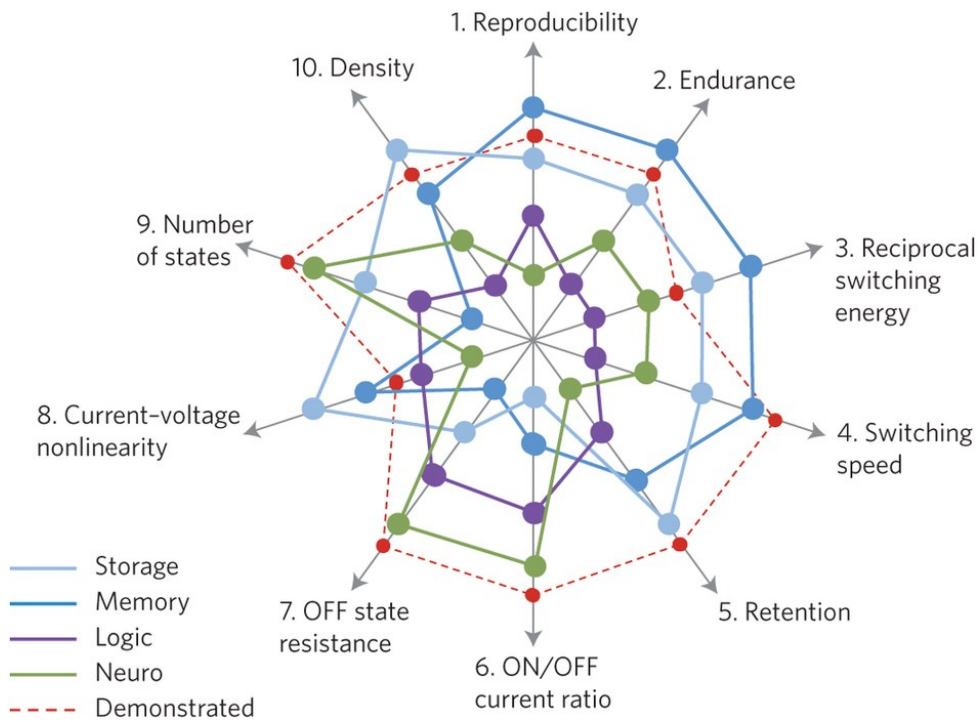 1. Reproducibility
2. Endurance
3. Reciprocal
switching
energy
4. Switching
speed
5. Retention
6. ON/OFF
current ratio
7. OFF state
resistance
8. Current–voltage
nonlinearity
9. Number
of states
10. Density
Storage
Memory
Logic
Neuro
Demonstrated